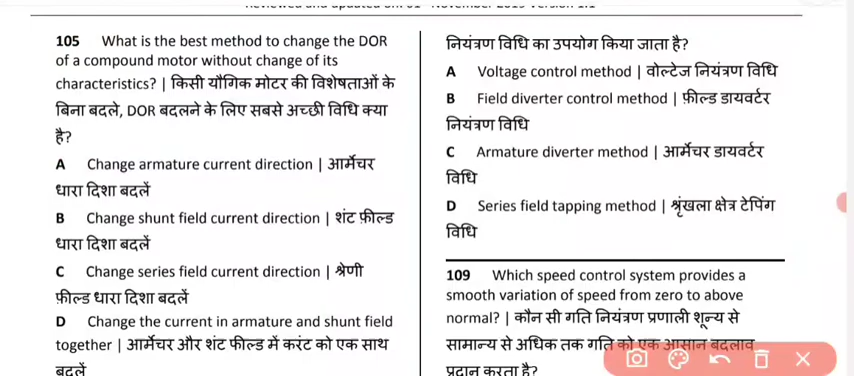 105 What is the best method to change the DOR
of a compound motor without change of its
characteristics? | किसी यौगिक मोटर की विशेषताओं के
बिना बदले, DOR बदलने के लिए सबसे अच्छी विधि क्या
है?
A Change armature current direction | आर्मेचर
धारा दिशा बदलें
B Change shunt field current direction | शंट फ़ील्ड
धारा दिशा बदलें
C Change series field current direction | श्रेणी
फ़ील्ड धारा दिशा बदलें
D Change the current in armature and shunt field
together | आर्मेचर और शंट फील्ड में करंट को एक साथ
बदलें
नियंत्रण विधि का उपयोग किया जाता है?
A Voltage control method | वोल्टेज नियंत्रण विधि
B Field diverter control method | फ़ील्ड डायवर्टर
नियंत्रण विधि
C Armature diverter method | आर्मेचर डायवर्टर
विधि
D Series field tapping method | श्रृंखला क्षेत्र टेपिंग
विधि
109 Which speed control system provides a
smooth variation of speed from zero to above
normal? | कौन सी गति नियंत्रण प्रणाली शून्य से
सामान्य से अधिक तक गति को एक आसान बदलाव
प्रदान करता है?